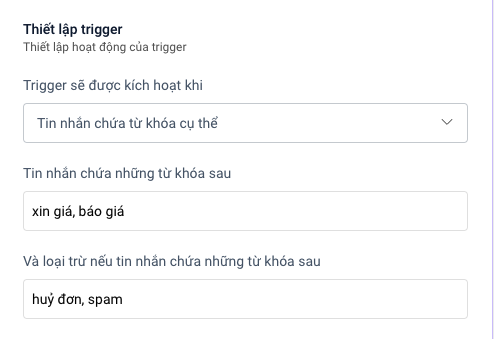 Thiết lập trigger
Thiết lập hoạt động của trigger
Trigger sẽ được kích hoạt khi
Tin nhắn chứa từ khóa cụ thể
Tin nhắn chứa những từ khóa sau
xin giá, báo giá
Và loại trừ nếu tin nhắn chứa những từ khóa sau
huỷ đơn, spam